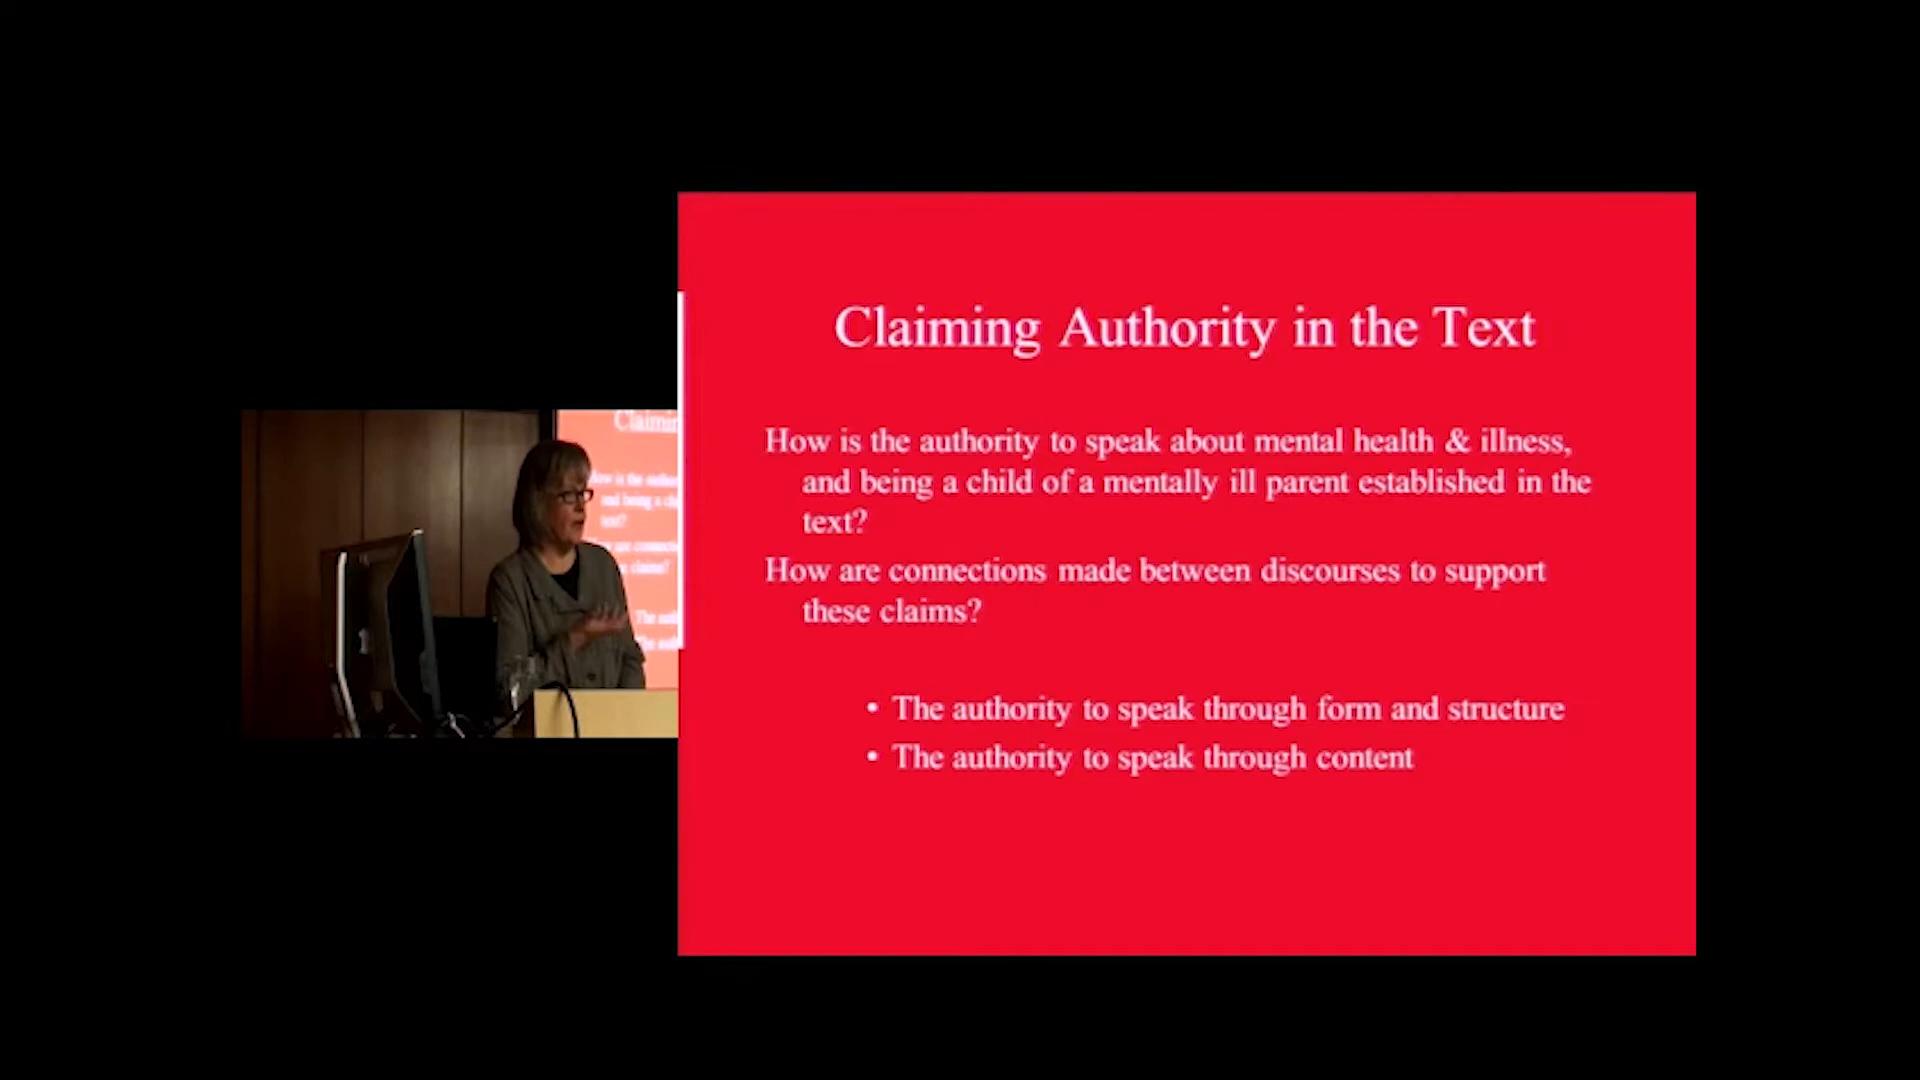 Claiming Authority in the Text
How is the authority to speak about mental health & illness,
and being a child of a mentally ill parent established in the
text?
How are connections made between discourses to support
these claims?
• The authority to speak through form and structure
• The authority to speak through content